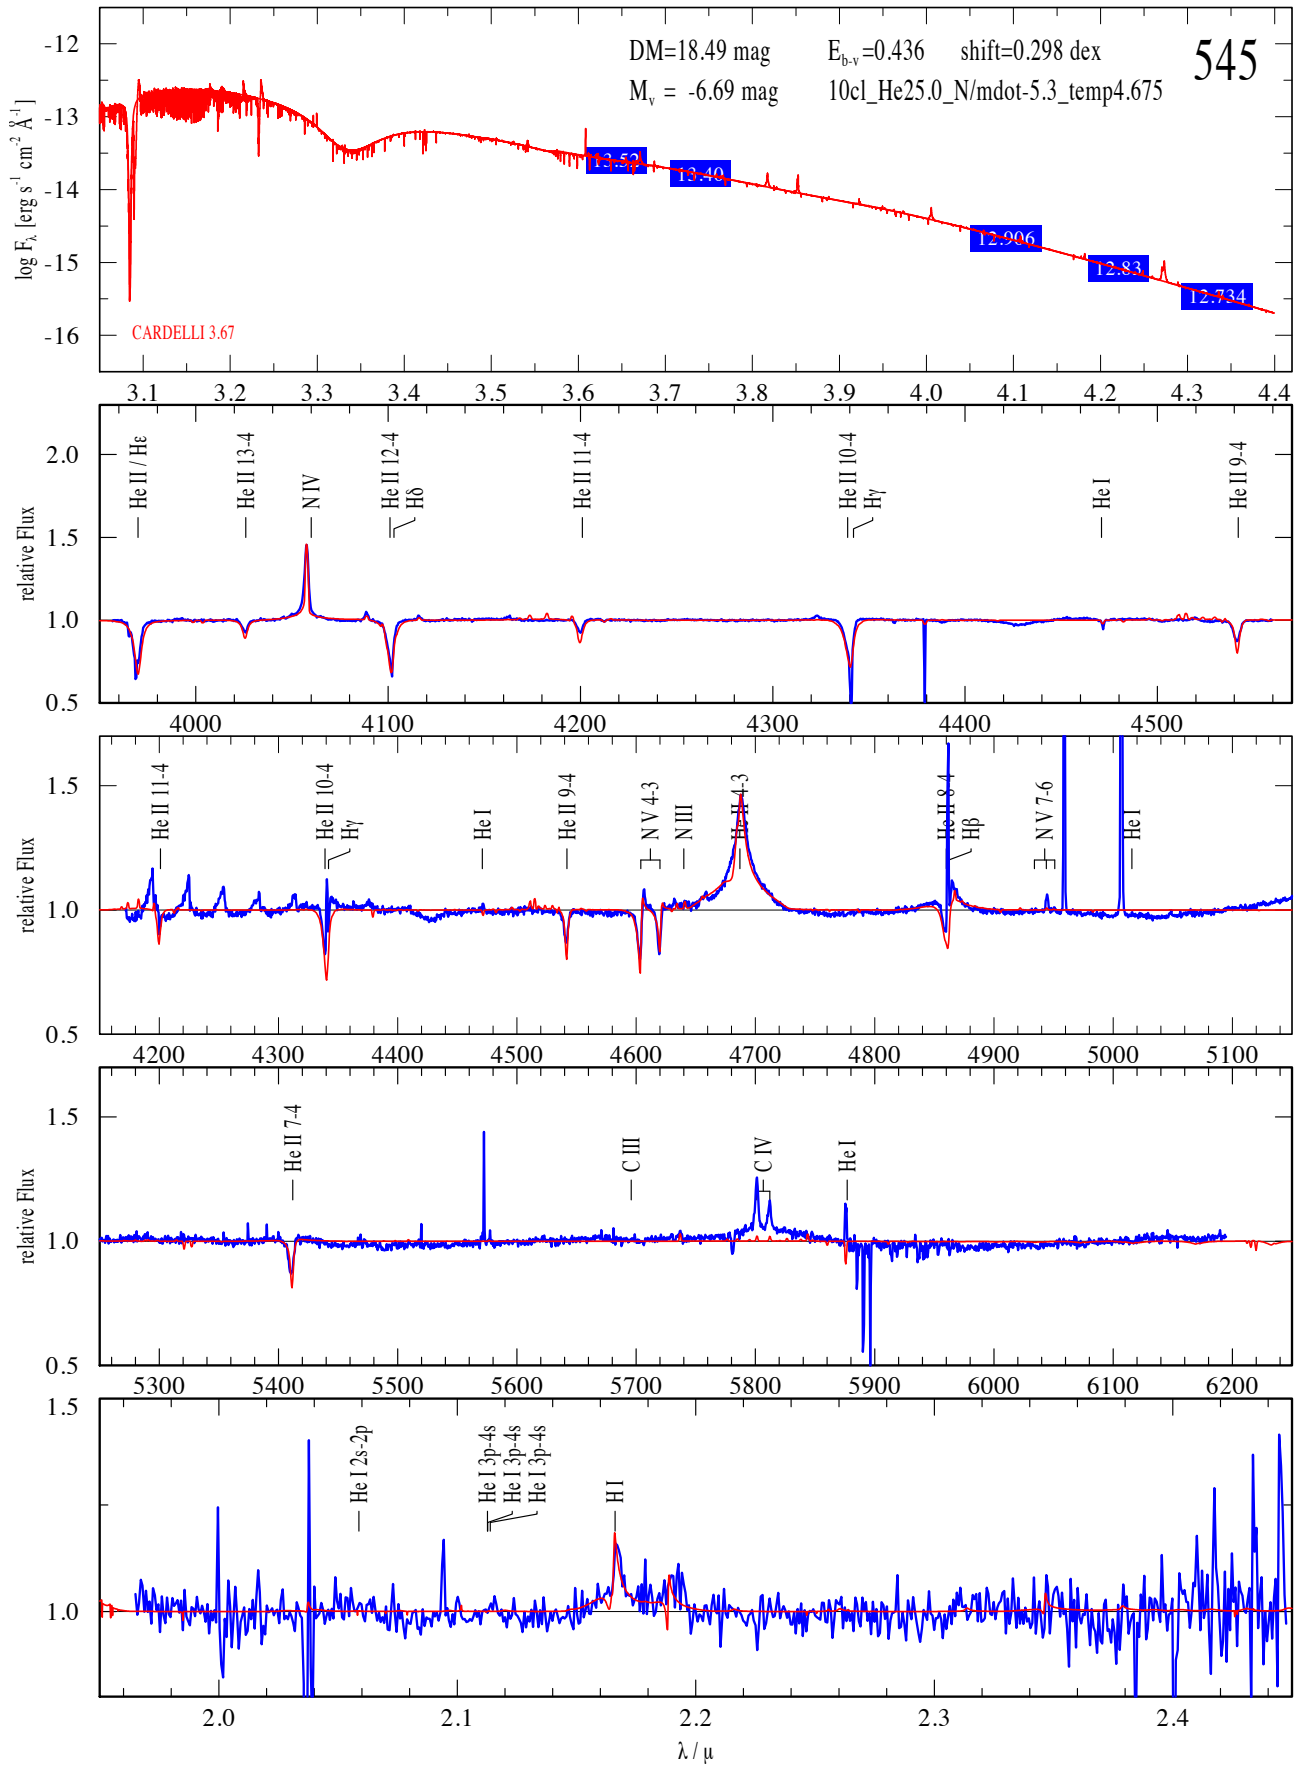 DM=18.49 mag E_b-v=0.436 shift=0.298 dex 545
M_v = -6.69 mag 10cl_He25.0_N/mdot-5.3_temp4.675
log F_λ [erg s⁻¹ cm⁻² Å⁻¹]
-12
-13
-14
-15
-16
13.52
13.40
12.906
12.83
12.734
CARDELLI 3.67
3.1 3.2 3.3 3.4 3.5 3.6 3.7 3.8 3.9 4.0 4.1 4.2 4.3 4.4
relative Flux
2.0
1.5
1.0
0.5
He II / Hε
He II 13-4
N IV
He II 12-4
Hδ
He II 11-4
He II 10-4
Hγ
He I
He II 9-4
4000 4100 4200 4300 4400 4500
relative Flux
1.5
1.0
0.5
He II 11-4
He II 10-4
Hγ
He I
He II 9-4
N V 4-3
N III
He II 4-3
He II 8-4
Hβ
N V 7-6
He I
4200 4300 4400 4500 4600 4700 4800 4900 5000 5100
relative Flux
1.5
1.0
0.5
He II 7-4
C III
C IV
He I
5300 5400 5500 5600 5700 5800 5900 6000 6100 6200
relative Flux
1.5
1.0
He I 2s-2p
He I 3p-4s
He I 3p-4s
He I 3p-4s
H I
2.0 2.1 2.2 2.3 2.4
λ / μ